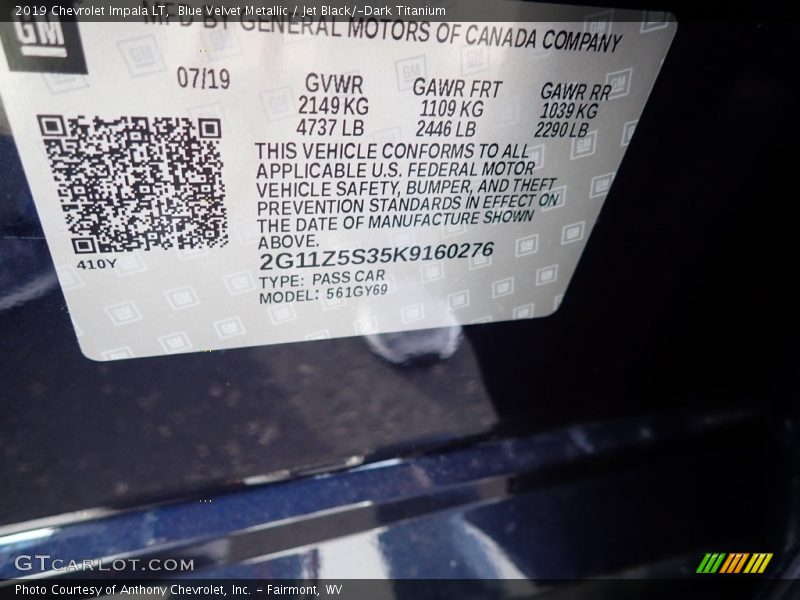 2019 Chevrolet Impala LT, Blue Velvet Metallic / Jet Black/­Dark Titanium
GM
MFD BY GENERAL MOTORS OF CANADA COMPANY
07/19
GVWR
2149 KG
4737 LB
GAWR FRT
1109 KG
2446 LB
GAWR RR
1039 KG
2290 LB
THIS VEHICLE CONFORMS TO ALL
APPLICABLE U.S. FEDERAL MOTOR
VEHICLE SAFETY, BUMPER, AND THEFT
PREVENTION STANDARDS IN EFFECT ON
THE DATE OF MANUFACTURE SHOWN
ABOVE.
410Y
2G11Z5S35K9160276
TYPE: PASS CAR
MODEL: 561GY69
GTCARLOT.COM
Photo Courtesy of Anthony Chevrolet, Inc. - Fairmont, WV